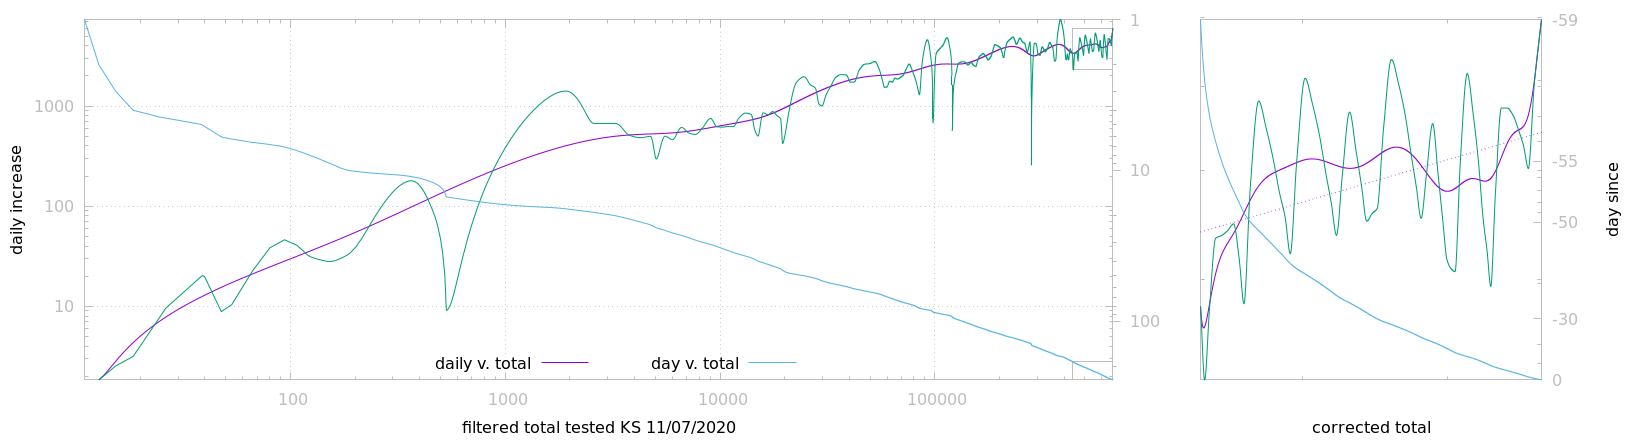 daily increase
1000
100
10
1
10
100
daily v. total
day v. total
100
1000
10000
100000
filtered total tested KS 11/07/2020
-59
-55
-50
-30
0
day since
corrected total